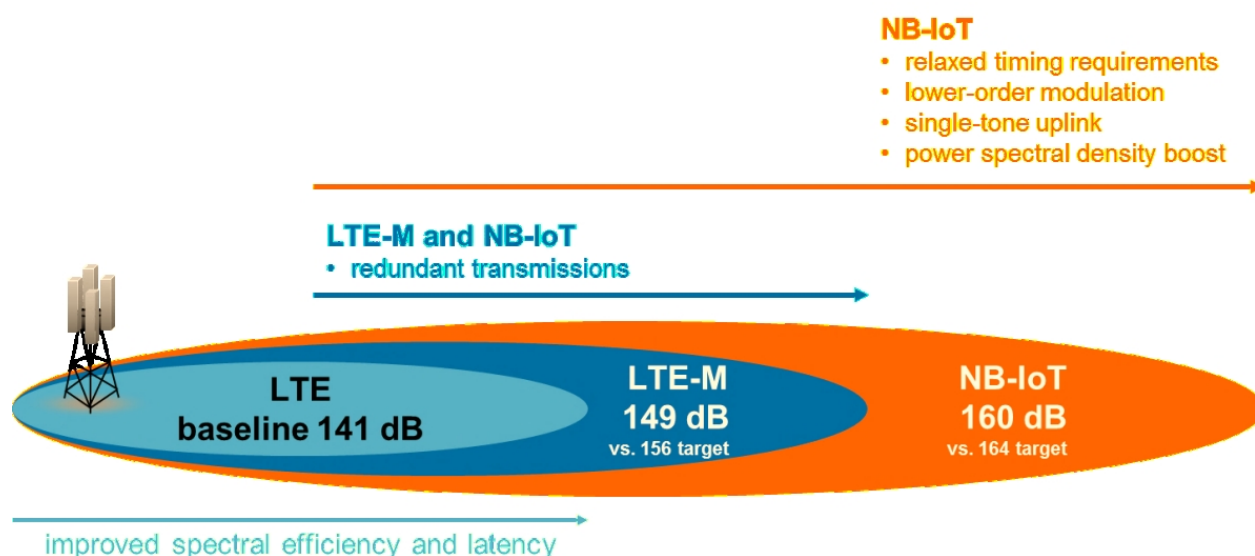 NB-IoT
• relaxed timing requirements
• lower-order modulation
• single-tone uplink
• power spectral density boost
LTE-M and NB-IoT
• redundant transmissions
LTE
baseline 141 dB
LTE-M
149 dB
vs. 156 target
NB-IoT
160 dB
vs. 164 target
improved spectral efficiency and latency